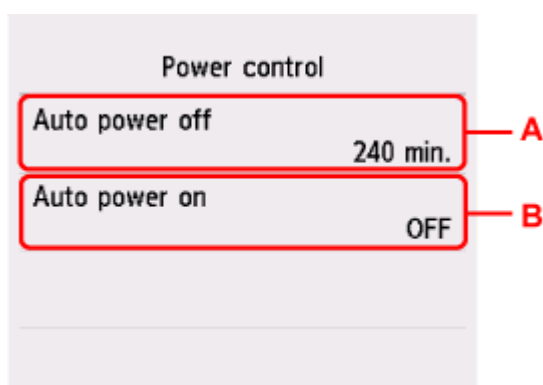 Power control
Auto power off
240 min.
A
Auto power on
OFF
B